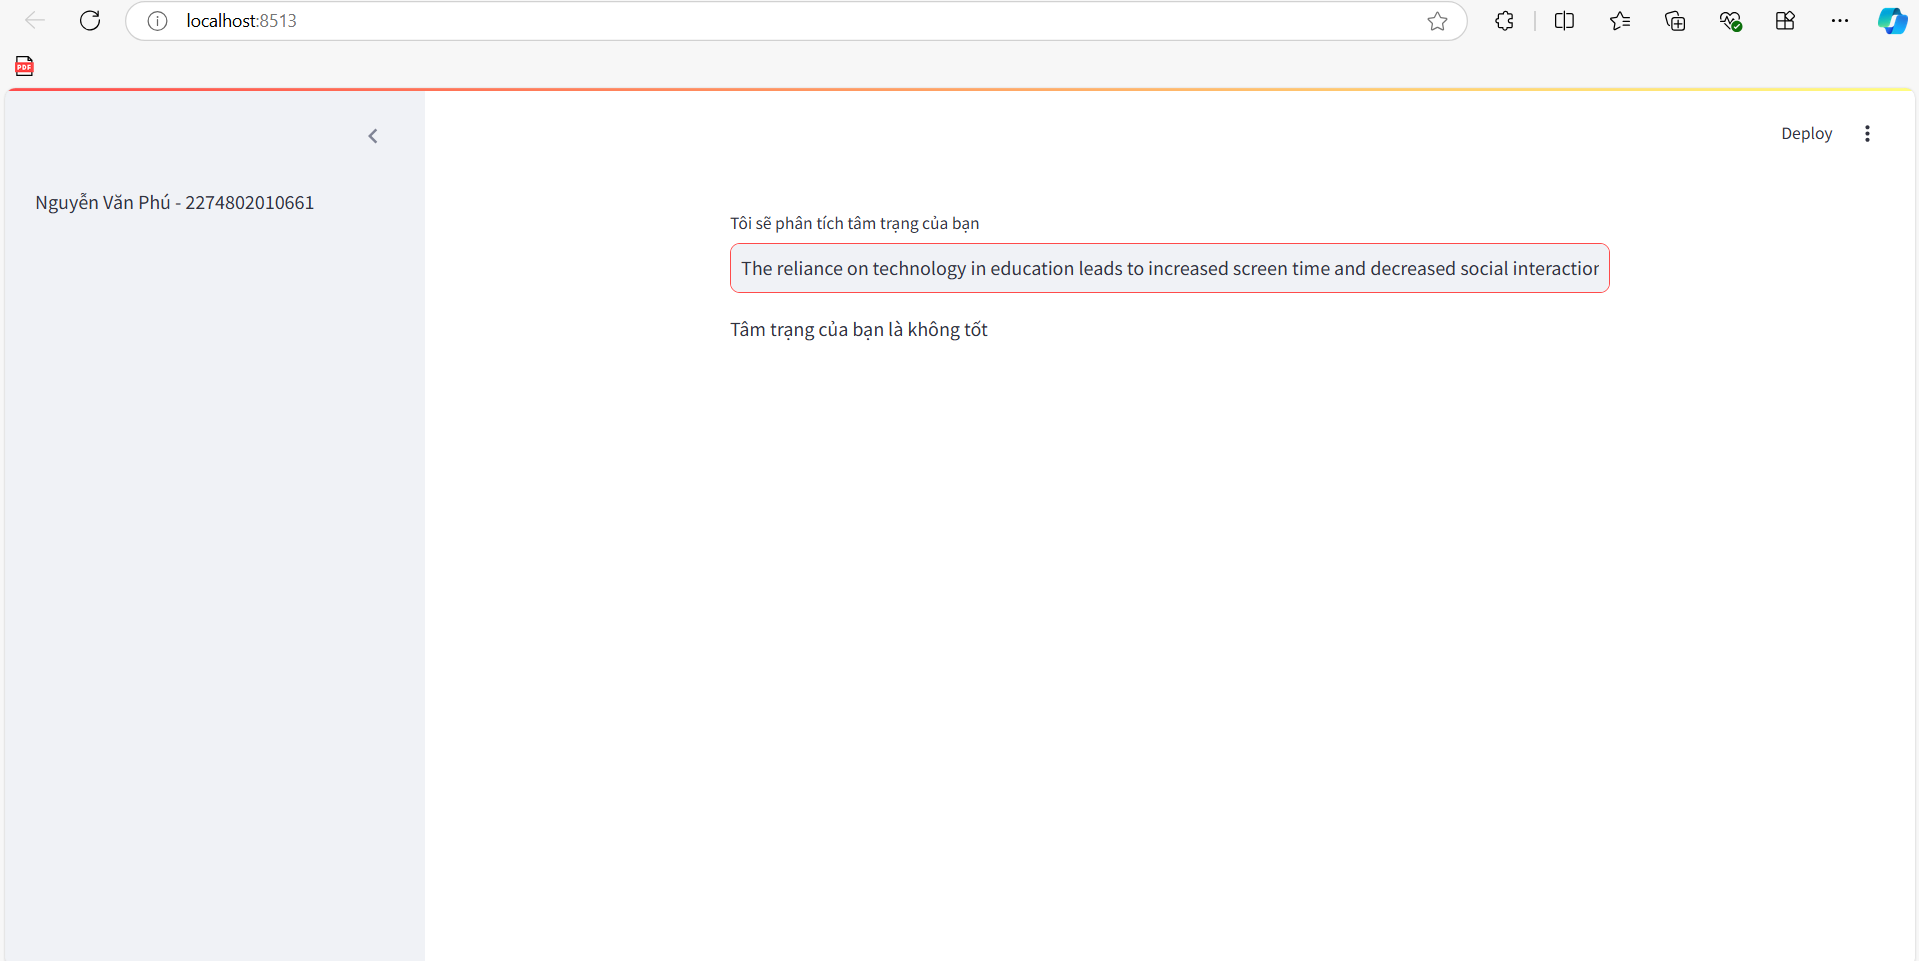 localhost:8513
PDF
Deploy
Nguyễn Văn Phú - 2274802010661
Tôi sẽ phân tích tâm trạng của bạn
The reliance on technology in education leads to increased screen time and decreased social interaction
Tâm trạng của bạn là không tốt